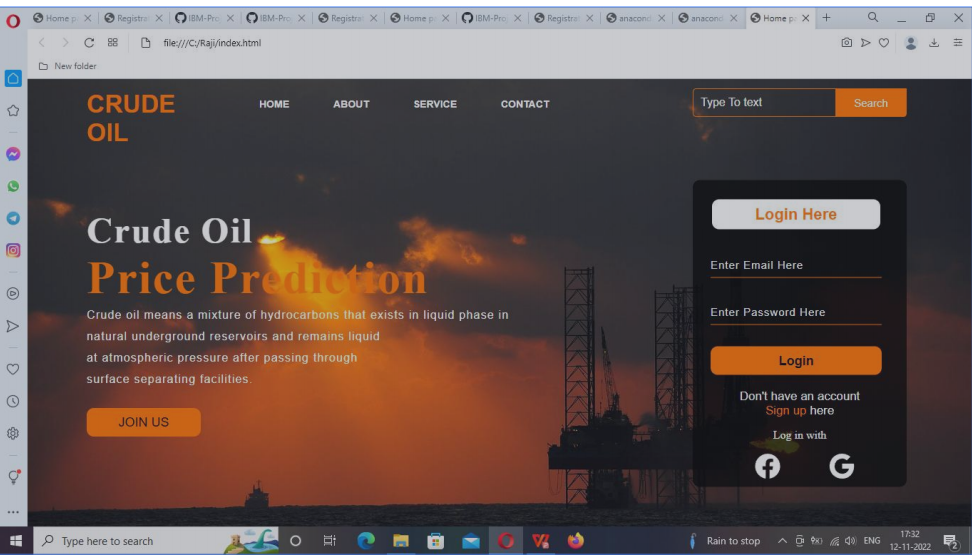 Home p
Registra
IBM-Pro
IBM-Pro
Registra
Home p
IBM-Pro
Registra
anacond
anacond
Home p
file:///C:/Raji/index.html
New folder
CRUDE
OIL
HOME
ABOUT
SERVICE
CONTACT
Type To text
Search
Crude Oil
Price Prediction
Crude oil means a mixture of hydrocarbons that exists in liquid phase in
natural underground reservoirs and remains liquid
at atmospheric pressure after passing through
surface separating facilities.
JOIN US
Login Here
Enter Email Here
Enter Password Here
Login
Don't have an account
Sign up here
Log in with
Type here to search
Rain to stop
ENG
17:32
12-11-2022
2